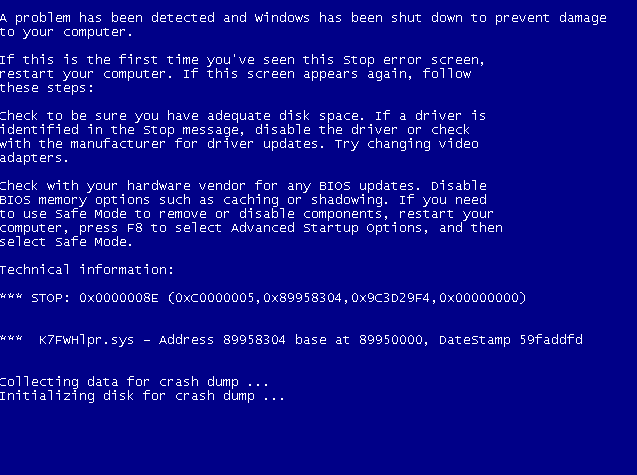 A problem has been detected and Windows has been shut down to prevent damage
to your computer.
If this is the first time you've seen this Stop error screen,
restart your computer. If this screen appears again, follow
these steps:
Check to be sure you have adequate disk space. If a driver is
identified in the Stop message, disable the driver or check
with the manufacturer for driver updates. Try changing video
adapters.
Check with your hardware vendor for any BIOS updates. Disable
BIOS memory options such as caching or shadowing. If you need
to use Safe Mode to remove or disable components, restart your
computer, press F8 to select Advanced Startup Options, and then
select Safe Mode.
Technical information:
*** STOP: 0x0000008E (0xC0000005,0x89958304,0x9C3D29F4,0x00000000)
***  K7FWHlpr.sys - Address 89958304 base at 89950000, DateStamp 59faddfd
Collecting data for crash dump ...
Initializing disk for crash dump ...